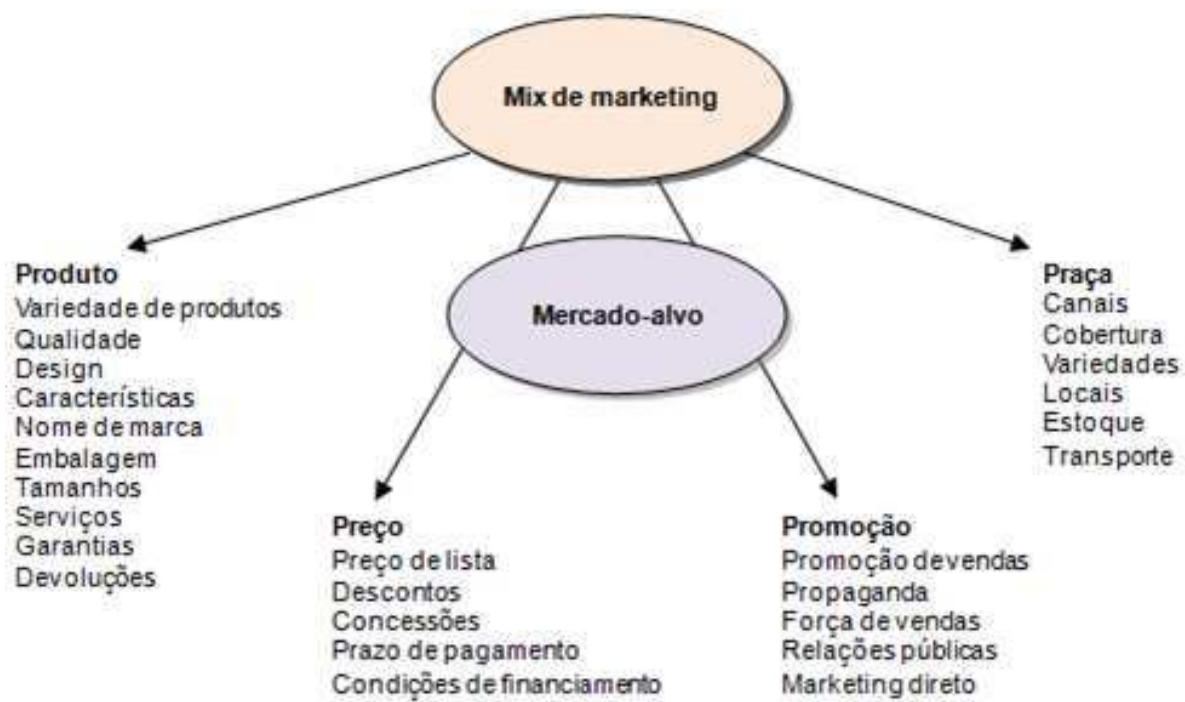 Mix de marketing
Mercado-alvo
Produto
Variedade de produtos
Qualidade
Design
Características
Nome de marca
Embalagem
Tamanhos
Serviços
Garantias
Devoluções
Preço
Preço de lista
Descontos
Concessões
Prazo de pagamento
Condições de financiamento
Promoção
Promoção de vendas
Propaganda
Força de vendas
Relações públicas
Marketing direto
Praça
Canais
Cobertura
Variedades
Locais
Estoque
Transporte